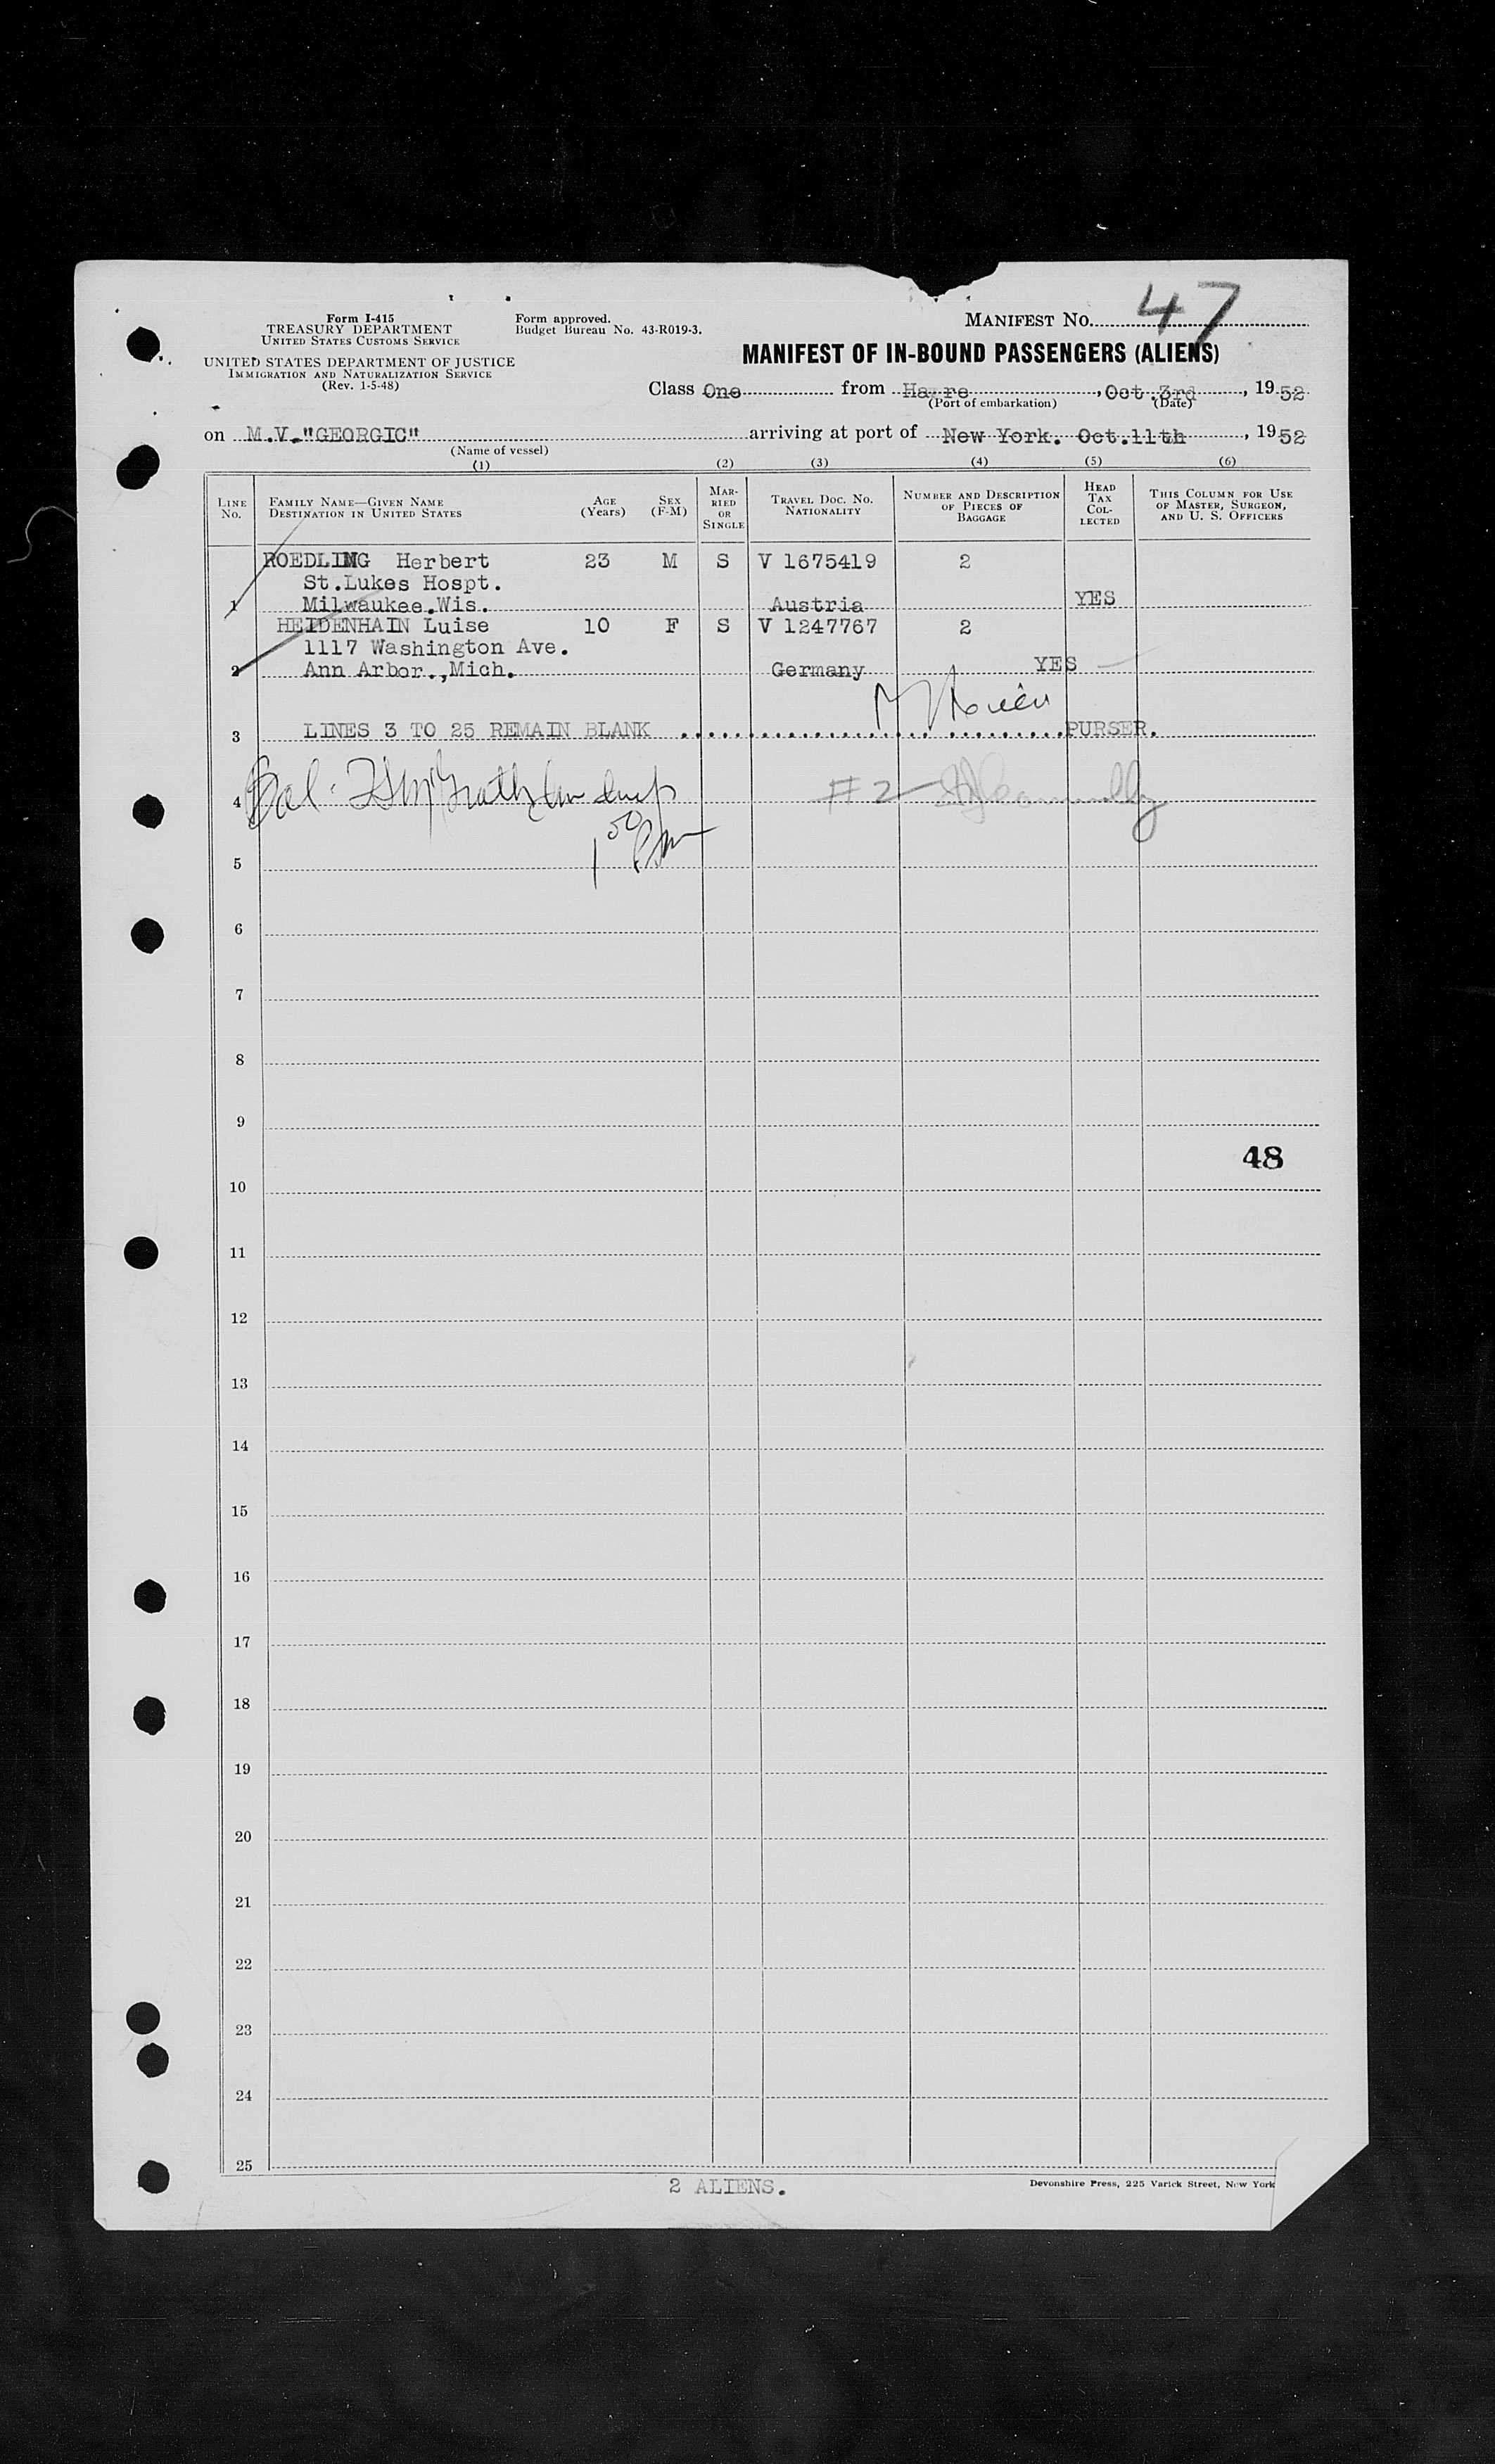 Form I-415
TREASURY DEPARTMENT
UNITED STATES CUSTOMS SERVICE
UNITED STATES DEPARTMENT OF JUSTICE
IMMIGRATION AND NATURALIZATION SERVICE
(Rev. 1-5-48)
Form approved.
Budget Bureau No. 43-R019-3.
MANIFEST NO. 47
MANIFEST OF IN-BOUND PASSENGERS (ALIENS)
Class One from Havre, Oct. 3rd, 1952
(Port of embarkation) (Date)
on M.V. "GEORGIC" arriving at port of New York. Oct.11th, 1952
(Name of vessel)
(1) (2) (3) (4) (5) (6)
LINE No. FAMILY NAME—GIVEN NAME DESTINATION IN UNITED STATES AGE (Years) SEX (F-M) MARRIED OR SINGLE TRAVEL DOC. NO. NATIONALITY NUMBER AND DESCRIPTION OF PIECES OF BAGGAGE HEAD TAX COLLECTED THIS COLUMN FOR USE OF MASTER, SURGEON, AND U. S. OFFICERS
ROEDLING Herbert 23 M S V 1675419 2
St.Lukes Hospt.
1 Milwaukee.Wis. Austria YES
HEIDENHAIN Luise 10 F S V 1247767 2
1117 Washington Ave.
2 Ann Arbor.,Mich. Germany YES
3 LINES 3 TO 25 REMAIN BLANK PURSER.
4 #2
5
6
7
8
9
48
10
11
12
13
14
15
16
17
18
19
20
21
22
23
24
25
2 ALIENS.
Devonshire Press, 225 Varick Street, New York